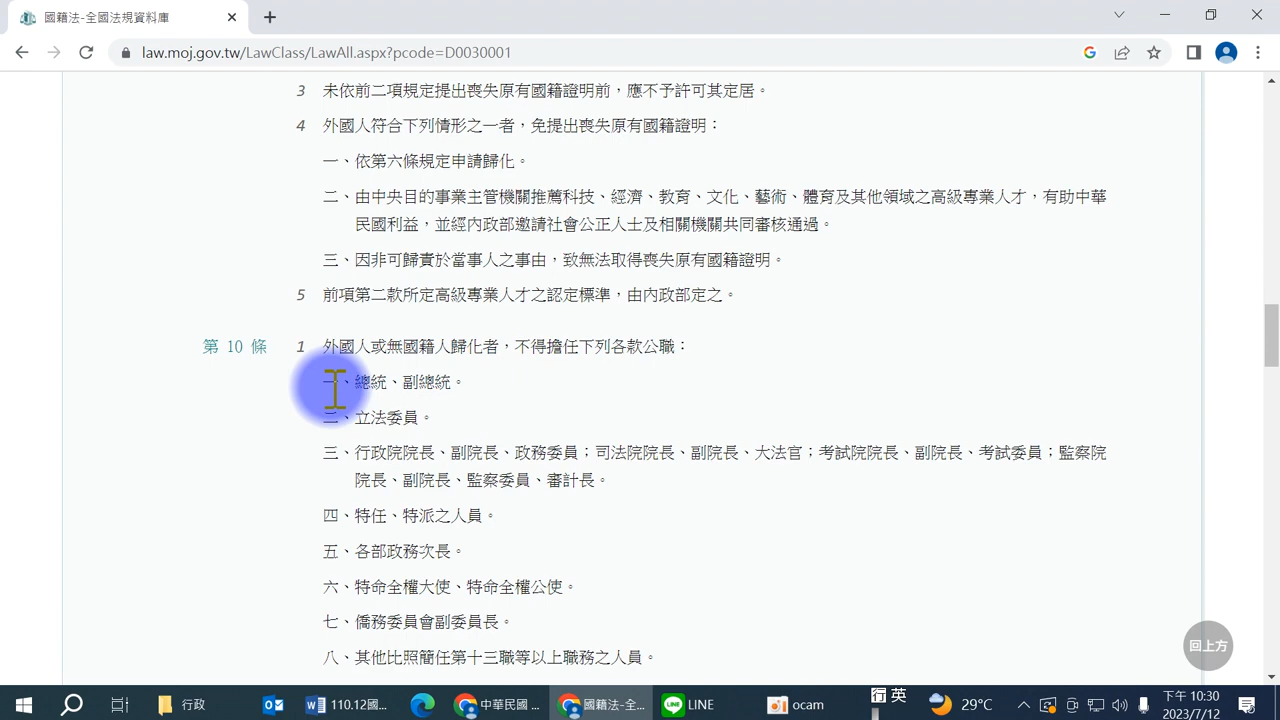 國籍法-全國法規資料庫
law.moj.gov.tw/LawClass/LawAll.aspx?pcode=D0030001
3 未依前二項規定提出喪失原有國籍證明前，應不予許可其定居。
4 外國人符合下列情形之一者，免提出喪失原有國籍證明：
一、依第六條規定申請歸化。
二、由中央目的事業主管機關推薦科技、經濟、教育、文化、藝術、體育及其他領域之高級專業人才，有助中華
民國利益，並經內政部邀請社會公正人士及相關機關共同審核通過。
三、因非可歸責於當事人之事由，致無法取得喪失原有國籍證明。
5 前項第二款所定高級專業人才之認定標準，由內政部定之。
第 10 條 1 外國人或無國籍人歸化者，不得擔任下列各款公職：
一、總統、副總統。
二、立法委員。
三、行政院院長、副院長、政務委員；司法院院長、副院長、大法官；考試院院長、副院長、考試委員；監察院
院長、副院長、監察委員、審計長。
四、特任、特派之人員。
五、各部政務次長。
六、特命全權大使、特命全權公使。
七、僑務委員會副委員長。
八、其他比照簡任第十三職等以上職務之人員。
回上方
行 英
行政
110.12國...
中華民國 ...
國籍法-全...
LINE
ocam
29°C
下午 10:30
2023/7/12